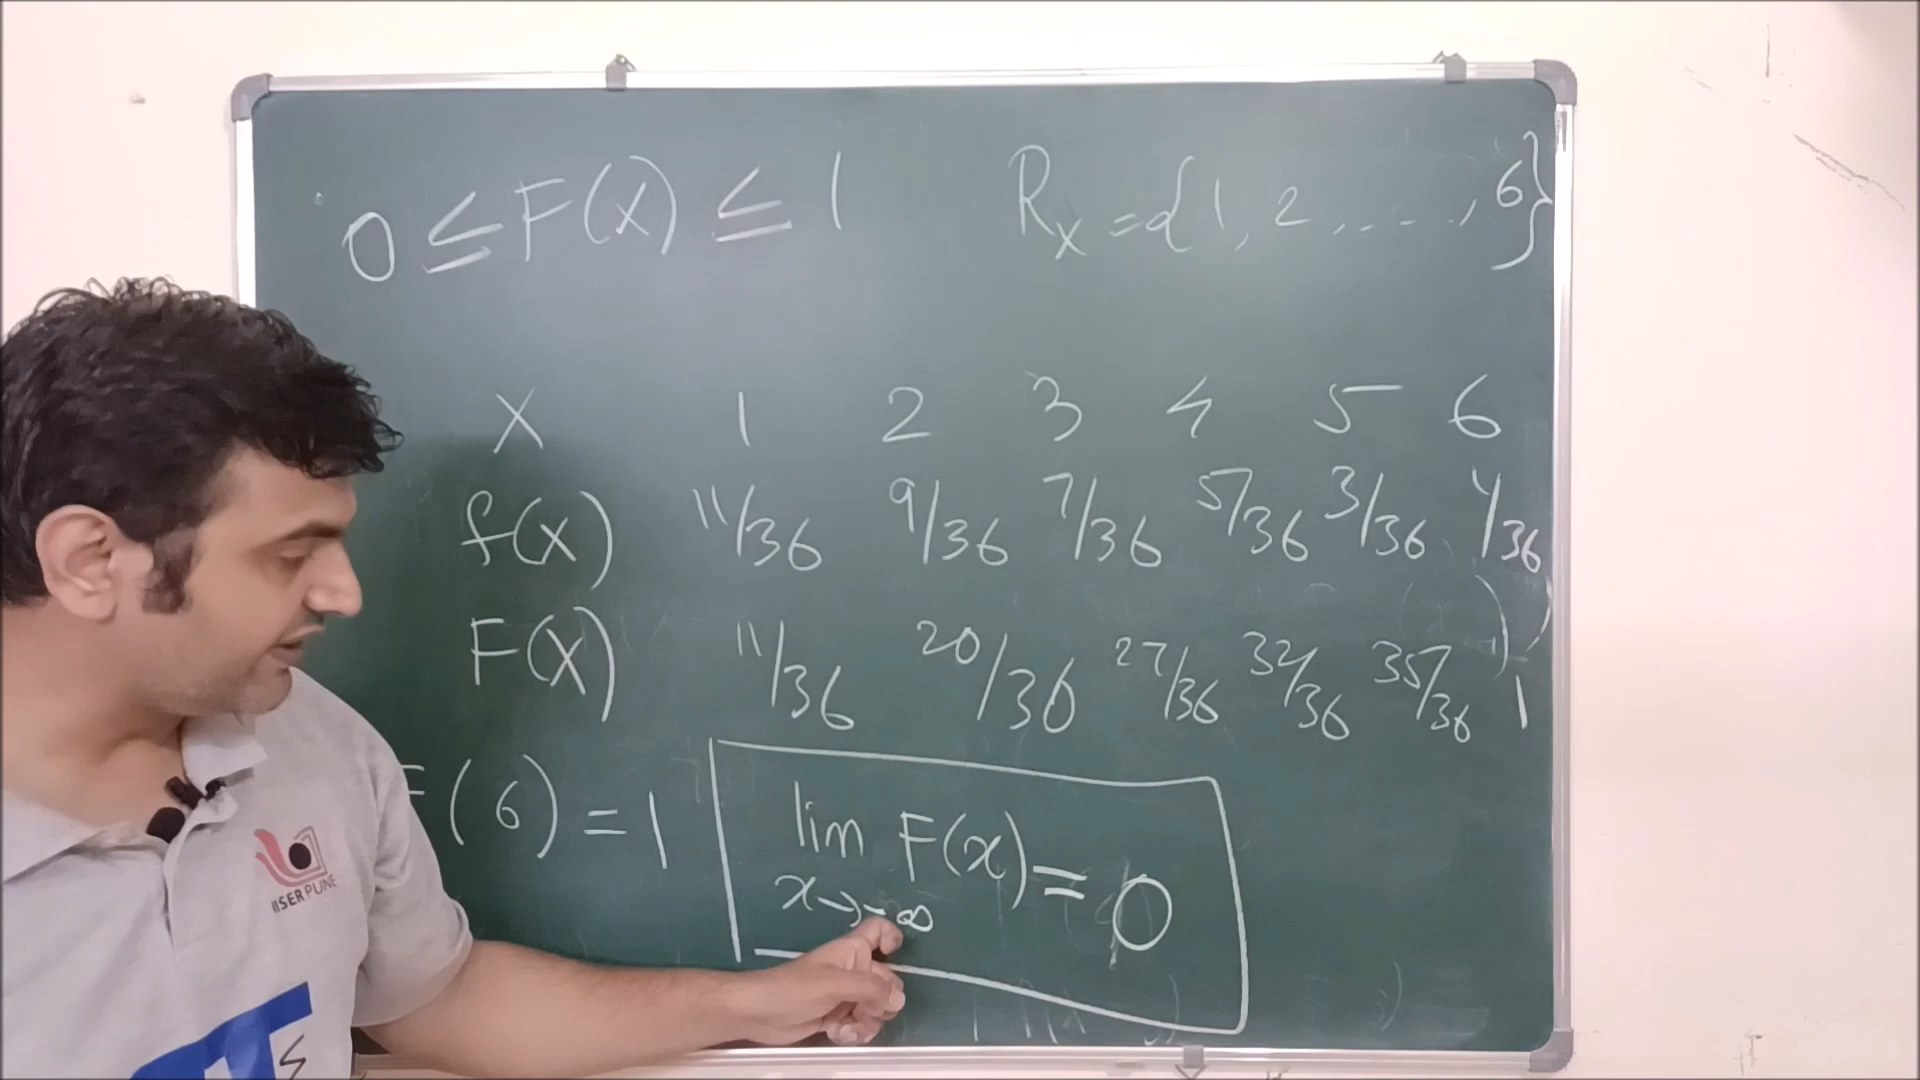 0 ≤ F(X) ≤ 1
R_X = {1, 2, ...., 6}
X 1 2 3 4 5 6
f(X) 11/36 9/36 7/36 5/36 3/36 1/36
F(X) 11/36 20/36 27/36 32/36 35/36 1
F(6) = 1
lim F(x) = 0
x→-∞
IISER PUNE